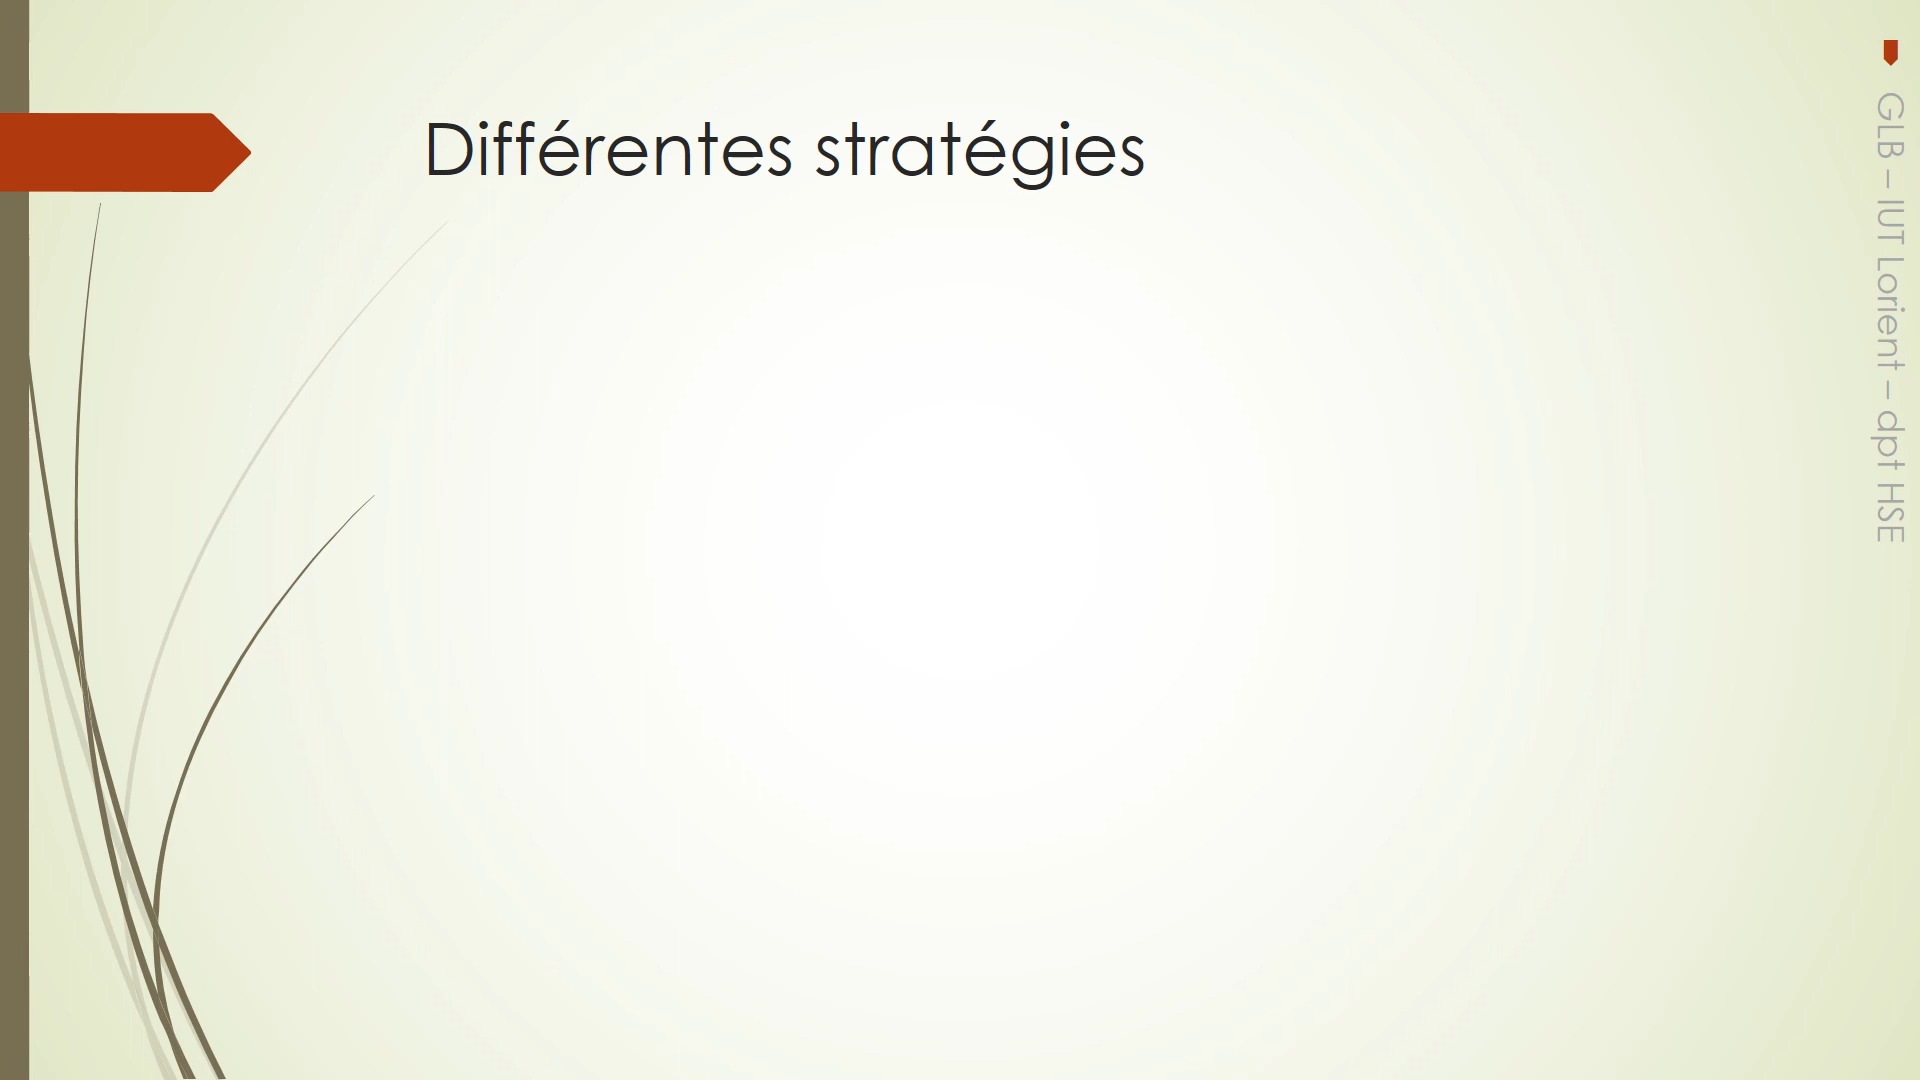 Différentes stratégies
GLB – IUT Lorient – dpt HSE